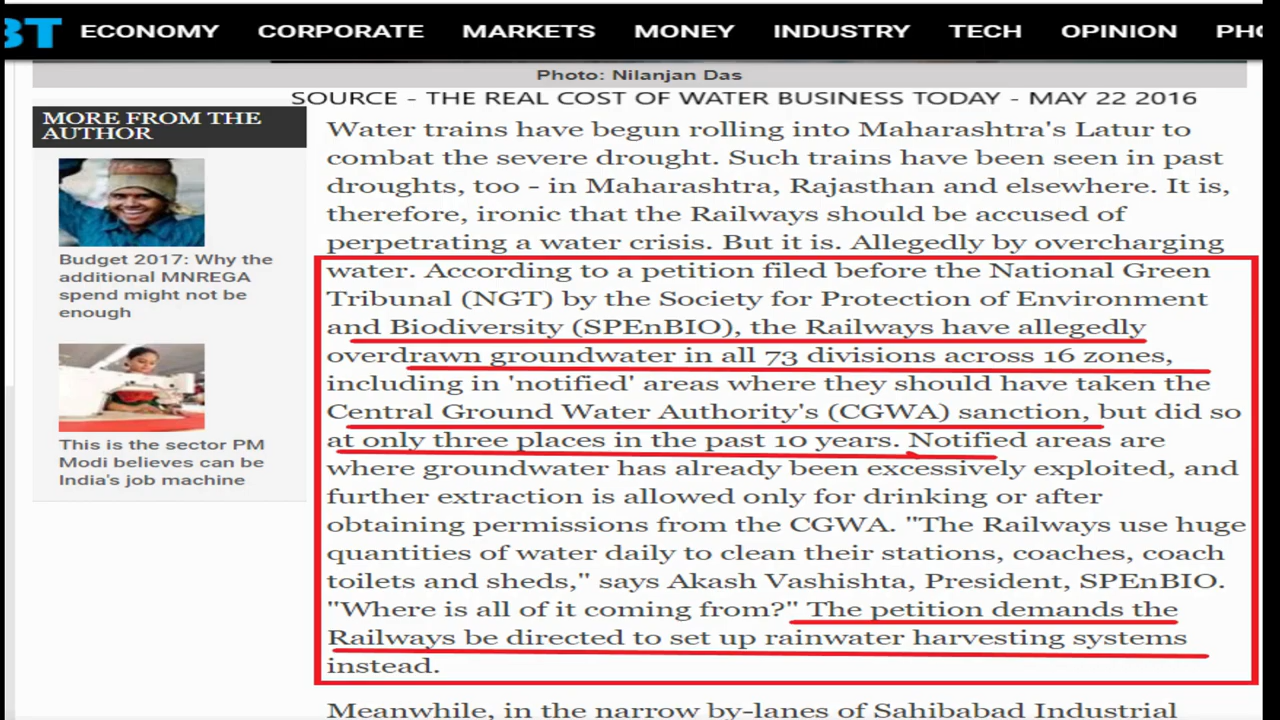 BT ECONOMY CORPORATE MARKETS MONEY INDUSTRY TECH OPINION PHO
Photo: Nilanjan Das
SOURCE - THE REAL COST OF WATER BUSINESS TODAY - MAY 22 2016
MORE FROM THE
AUTHOR
Budget 2017: Why the
additional MNREGA
spend might not be
enough
This is the sector PM
Modi believes can be
India's job machine
Water trains have begun rolling into Maharashtra's Latur to
combat the severe drought. Such trains have been seen in past
droughts, too - in Maharashtra, Rajasthan and elsewhere. It is,
therefore, ironic that the Railways should be accused of
perpetrating a water crisis. But it is. Allegedly by overcharging
water. According to a petition filed before the National Green
Tribunal (NGT) by the Society for Protection of Environment
and Biodiversity (SPEnBIO), the Railways have allegedly
overdrawn groundwater in all 73 divisions across 16 zones,
including in 'notified' areas where they should have taken the
Central Ground Water Authority's (CGWA) sanction, but did so
at only three places in the past 10 years. Notified areas are
where groundwater has already been excessively exploited, and
further extraction is allowed only for drinking or after
obtaining permissions from the CGWA. "The Railways use huge
quantities of water daily to clean their stations, coaches, coach
toilets and sheds," says Akash Vashishta, President, SPEnBIO.
"Where is all of it coming from?" The petition demands the
Railways be directed to set up rainwater harvesting systems
instead.
Meanwhile, in the narrow by-lanes of Sahibabad Industrial